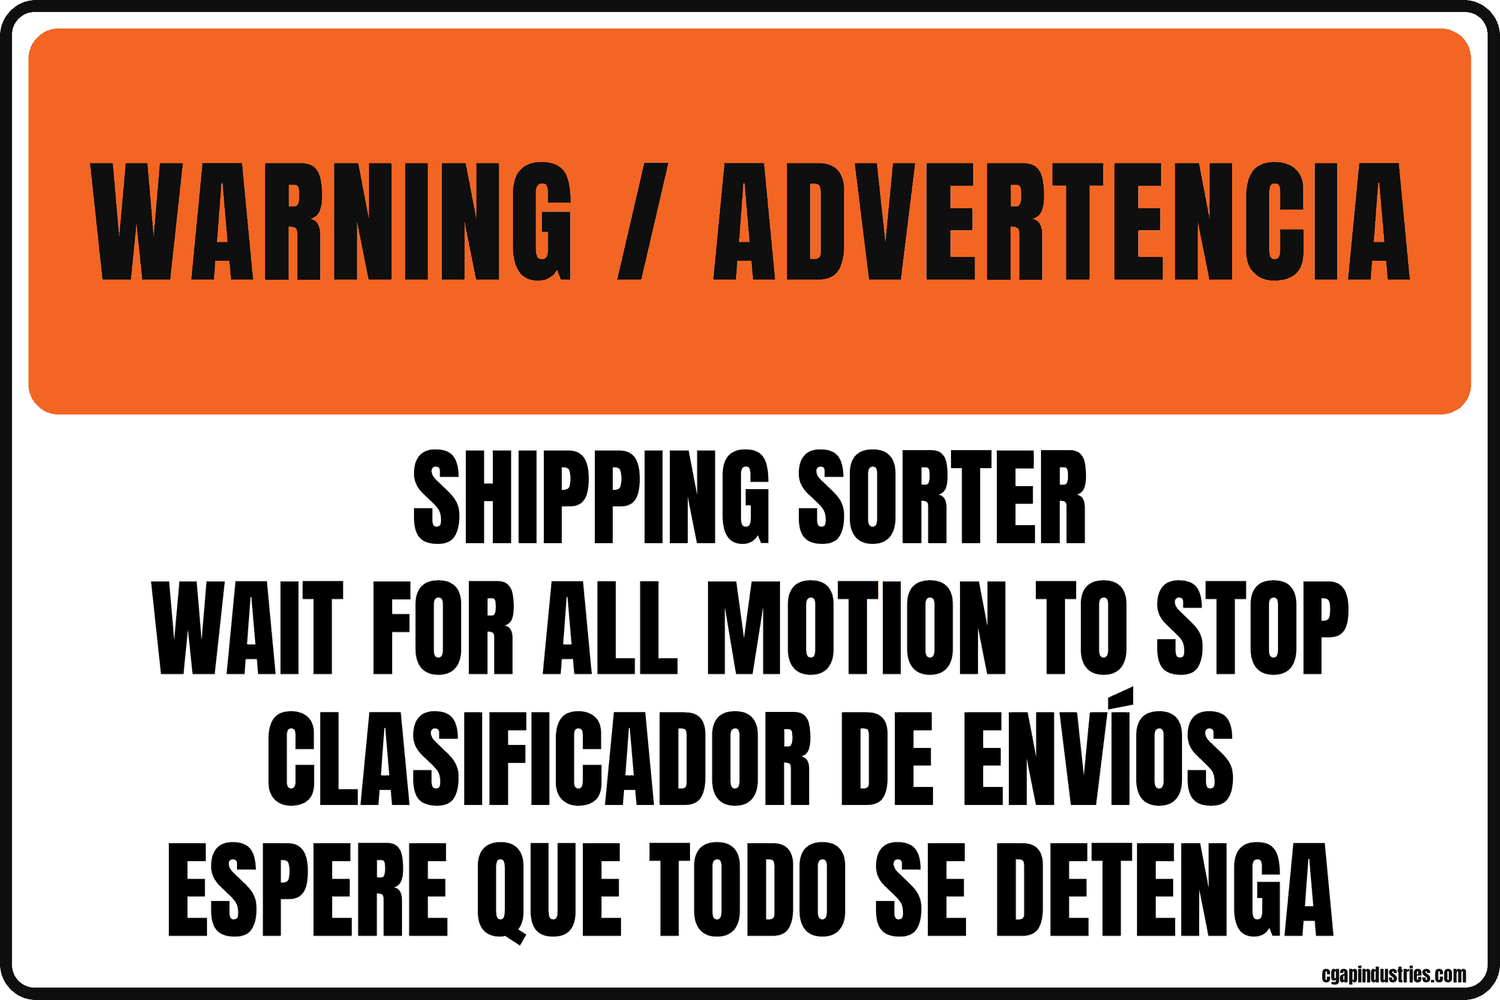 WARNING / ADVERTENCIA
SHIPPING SORTER
WAIT FOR ALL MOTION TO STOP
CLASIFICADOR DE ENVÍOS
ESPERE QUE TODO SE DETENGA
cgapindustries.com